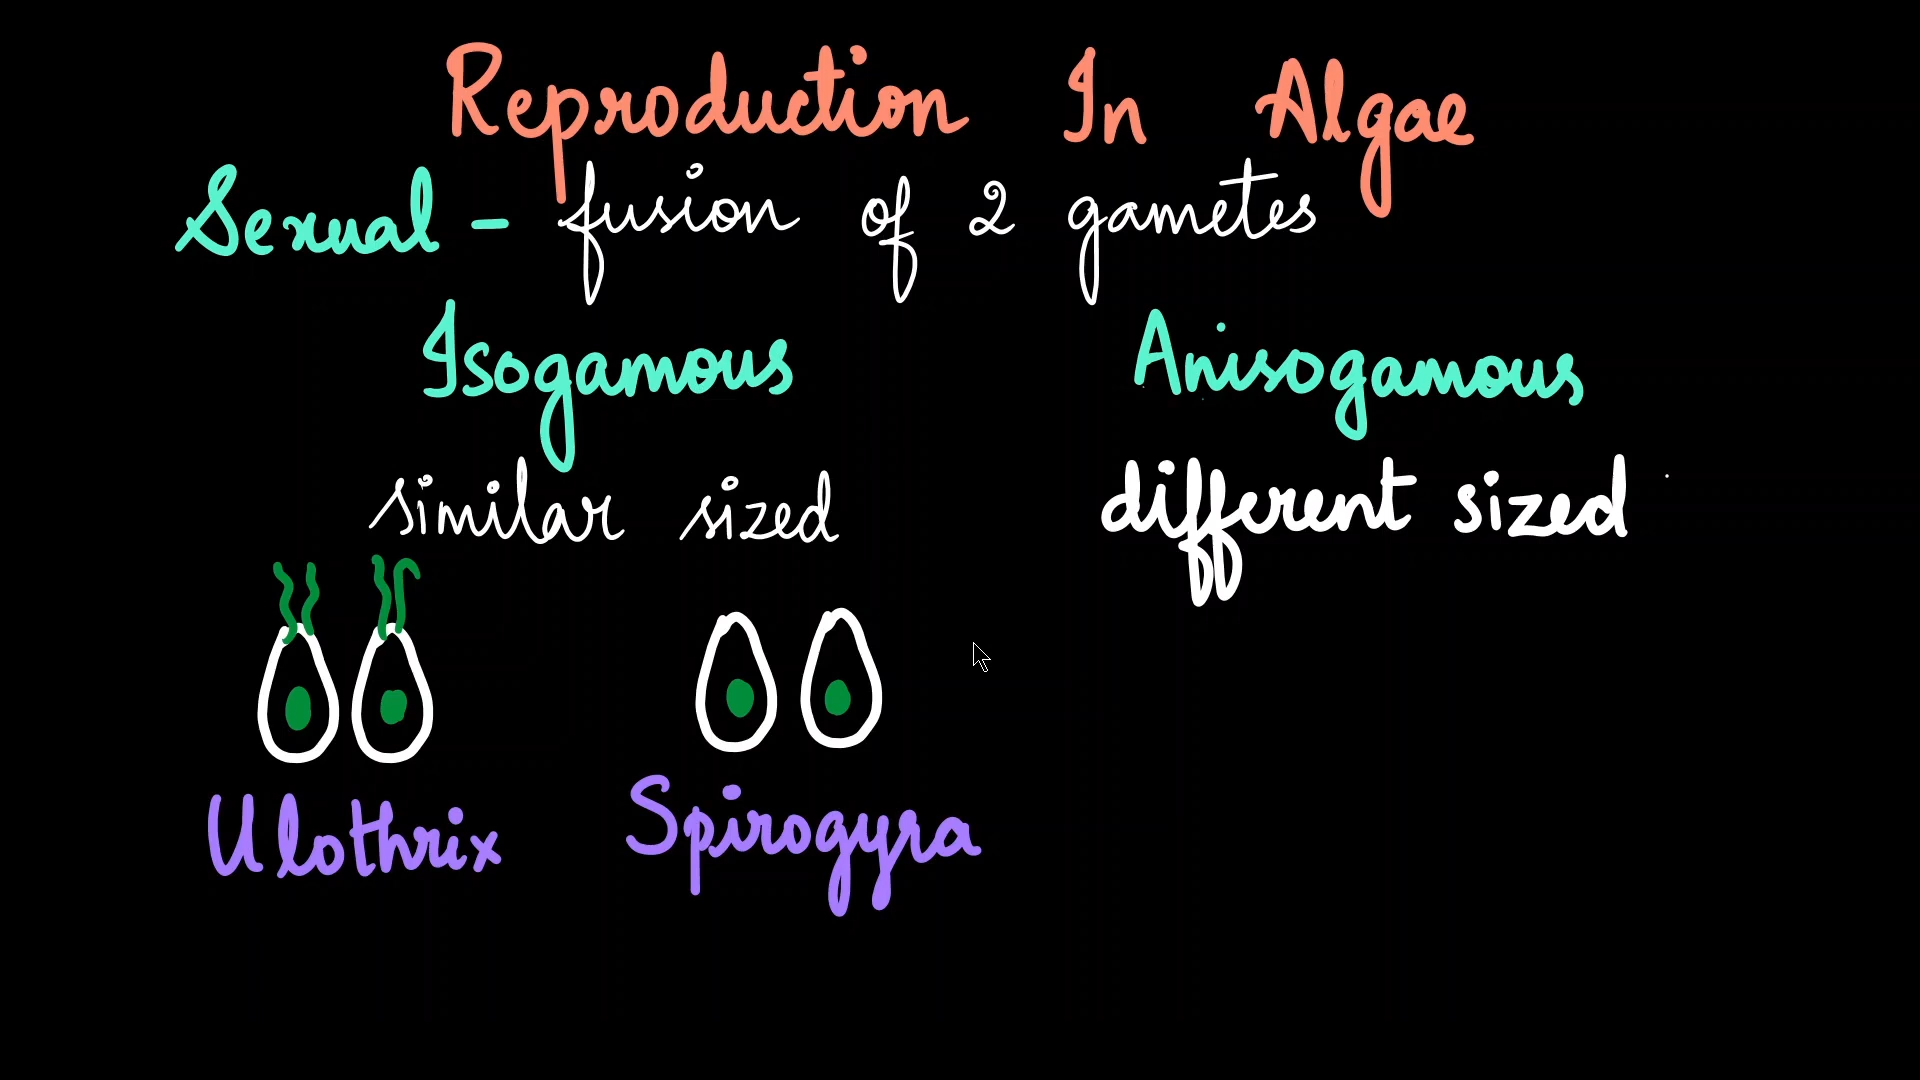 Reproduction In Algae
Sexual - fusion of 2 gametes
Isogamous
Anisogamous
similar sized
different sized
Ulothrix
Spirogyra